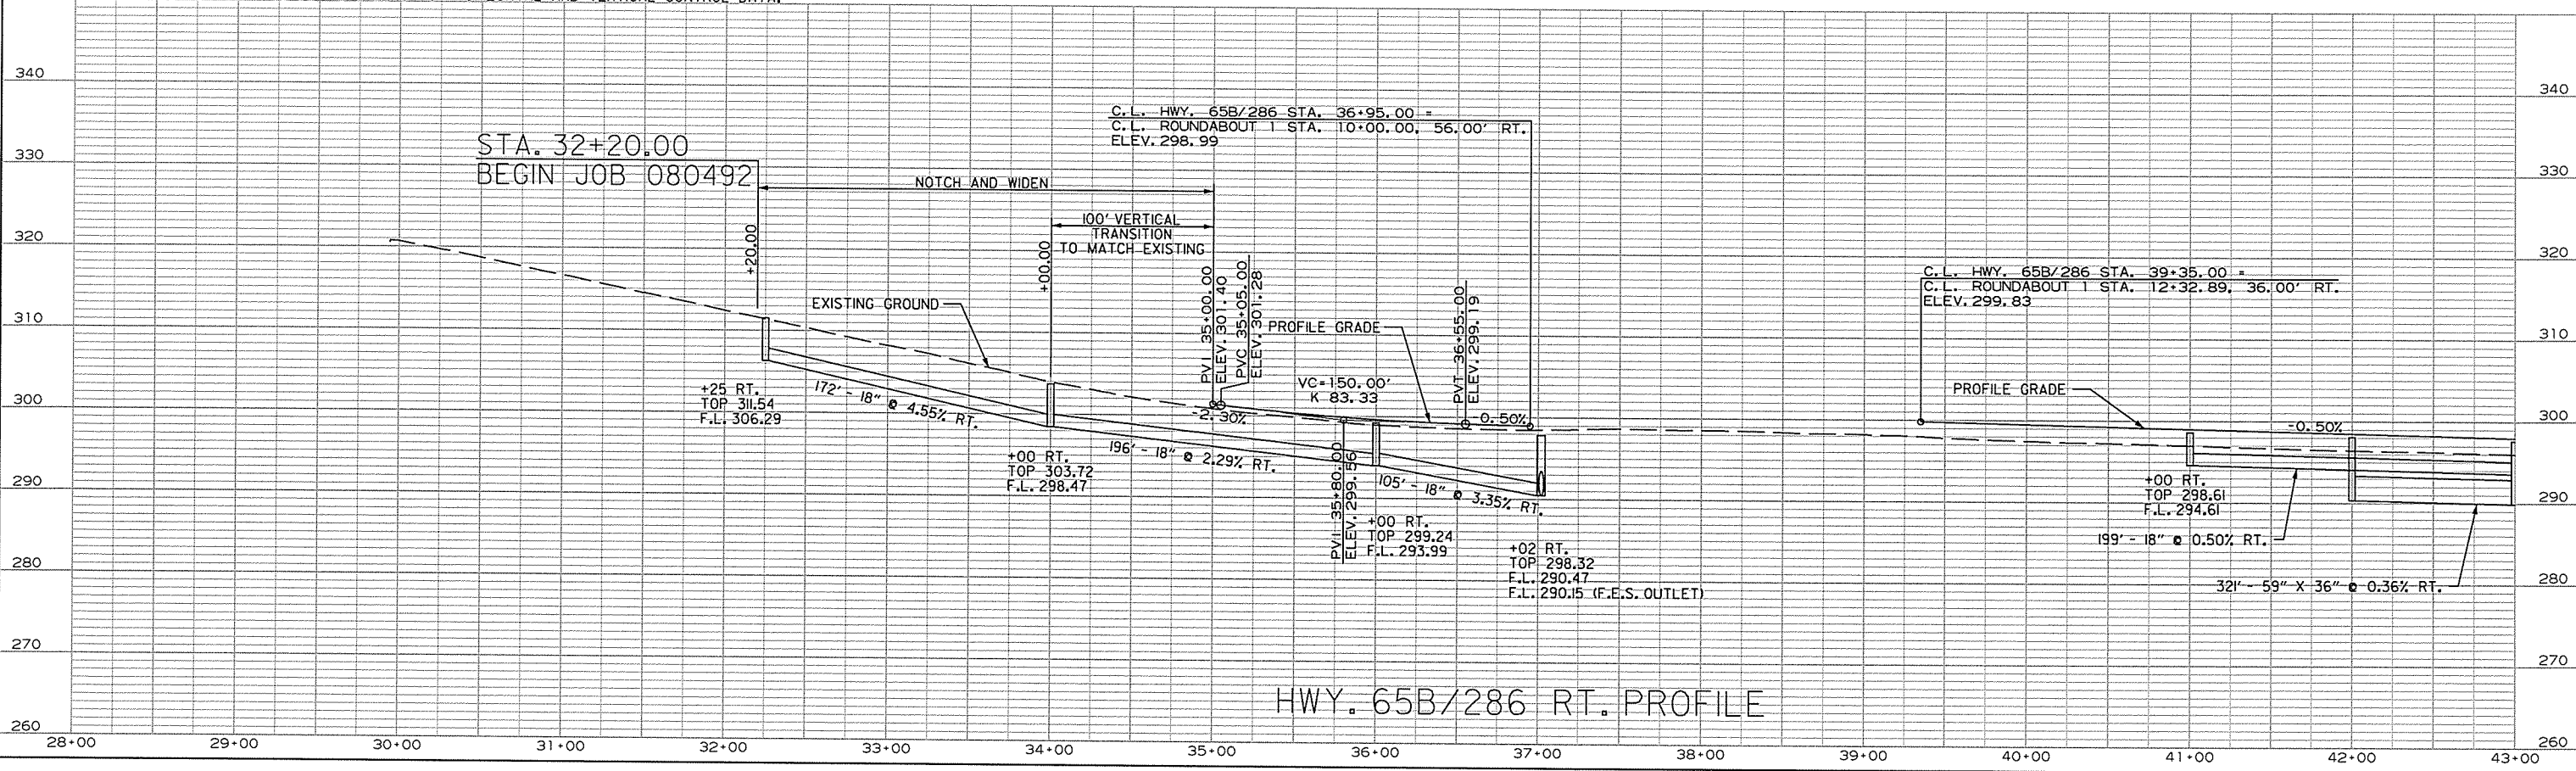 340
330
320
310
300
290
280
270
260
STA. 32+20.00
BEGIN JOB 080492
+20.00
NOTCH AND WIDEN
100' VERTICAL
TRANSITION
TO MATCH EXISTING
+00.00
C.L. HWY. 65B/286 STA. 36+95.00 =
C.L. ROUNDABOUT 1 STA. 10+00.00, 56.00' RT.
ELEV. 298.99
EXISTING GROUND
PVI 35+00.00
ELEV. 301.40
PVC 35+05.00
ELEV. 301.28
PROFILE GRADE
VC=150.00'
K 83.33
-2.30%
PVT 36+55.00
ELEV. 299.19
-0.50%
PVI 35+80.00
ELEV. 299.56
+25 RT.
TOP 311.54
F.L. 306.29
172' - 18" @ 4.55% RT.
+00 RT.
TOP 303.72
F.L. 298.47
196' - 18" @ 2.29% RT.
+00 RT.
TOP 299.24
F.L. 293.99
105' - 18" @ 3.35% RT.
+02 RT.
TOP 298.32
F.L. 290.47
F.L. 290.15 (F.E.S. OUTLET)
C.L. HWY. 65B/286 STA. 39+35.00 =
C.L. ROUNDABOUT 1 STA. 12+32.89, 36.00' RT.
ELEV. 299.83
PROFILE GRADE
-0.50%
+00 RT.
TOP 298.61
F.L. 294.61
199' - 18" @ 0.50% RT.
321' - 59" X 36" @ 0.36% RT.
340
330
320
310
300
290
280
270
260
HWY. 65B/286 RT. PROFILE
28+00 29+00 30+00 31+00 32+00 33+00 34+00 35+00 36+00 37+00 38+00 39+00 40+00 41+00 42+00 43+00